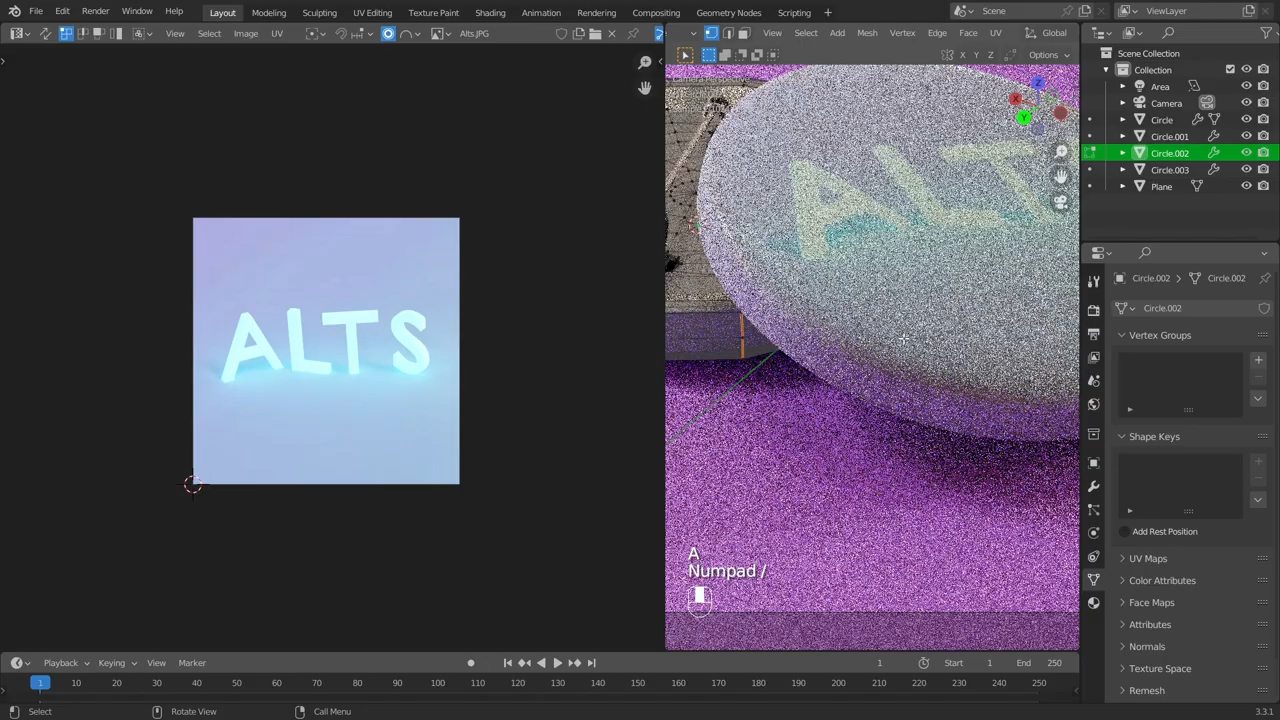 File Edit Render Window Help Layout Modeling Sculpting UV Editing Texture Paint Shading Animation Rendering Compositing Geometry Nodes Scripting + Scene ViewLayer
View Select Image UV Alts.JPG View Select Add Mesh Vertex Edge Face UV Global
X Y Z Options
Scene Collection
Collection
Area
Camera
Circle
Circle.001
Circle.002
Circle.003
Plane
X
Y
Z
ALT
ALTS
Circle.002 Circle.002
Circle.002
Vertex Groups
Shape Keys
Add Rest Position
UV Maps
Color Attributes
Face Maps
Attributes
Normals
Texture Space
Remesh
A
Numpad /
Playback Keying View Marker 1 Start 1 End 250
1 10 20 30 40 50 60 70 80 90 100 110 120 130 140 150 160 170 180 190 200 210 220 230 240 250
Select Rotate View Call Menu 3.3.1